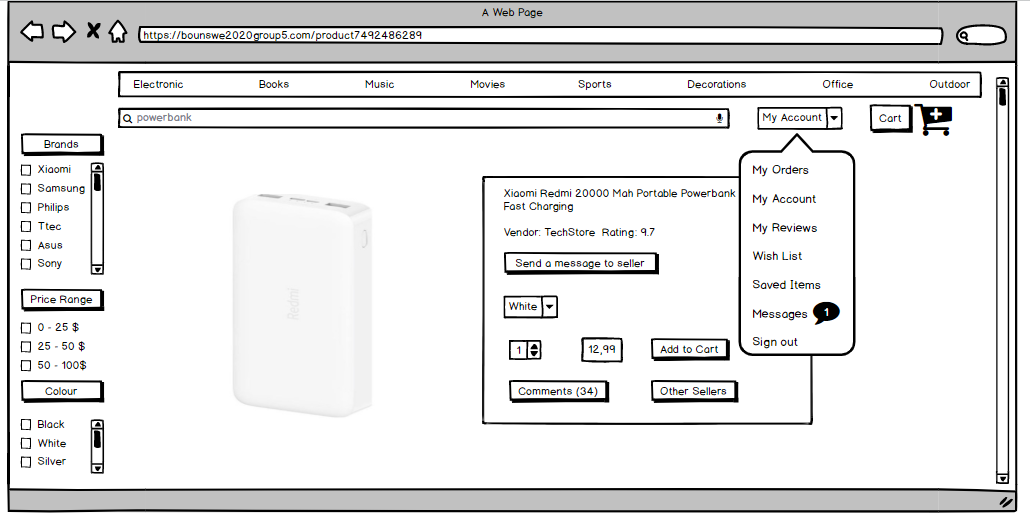 A Web Page
https://bounswe2020group5.com/product7492486289
Electronic Books Music Movies Sports Decorations Office Outdoor
powerbank
My Account
Cart
Brands
Xiaomi
Samsung
Philips
Ttec
Asus
Sony
Price Range
0 - 25 $
25 - 50 $
50 - 100$
Colour
Black
White
Silver
Redmi
Xiaomi Redmi 20000 Mah Portable Powerbank
Fast Charging
Vendor: TechStore Rating: 9.7
Send a message to seller
White
1 12,99 Add to Cart
Comments (34) Other Sellers
My Orders
My Account
My Reviews
Wish List
Saved Items
Messages 1
Sign out